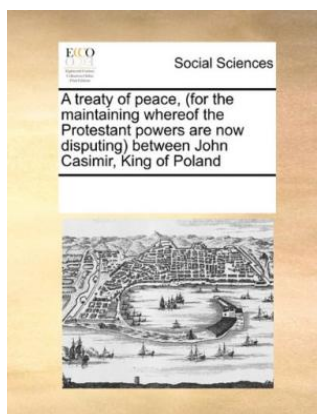 ECCO
Social Sciences
A treaty of peace, (for the
maintaining whereof the
Protestant powers are now
disputing) between John
Casimir, King of Poland